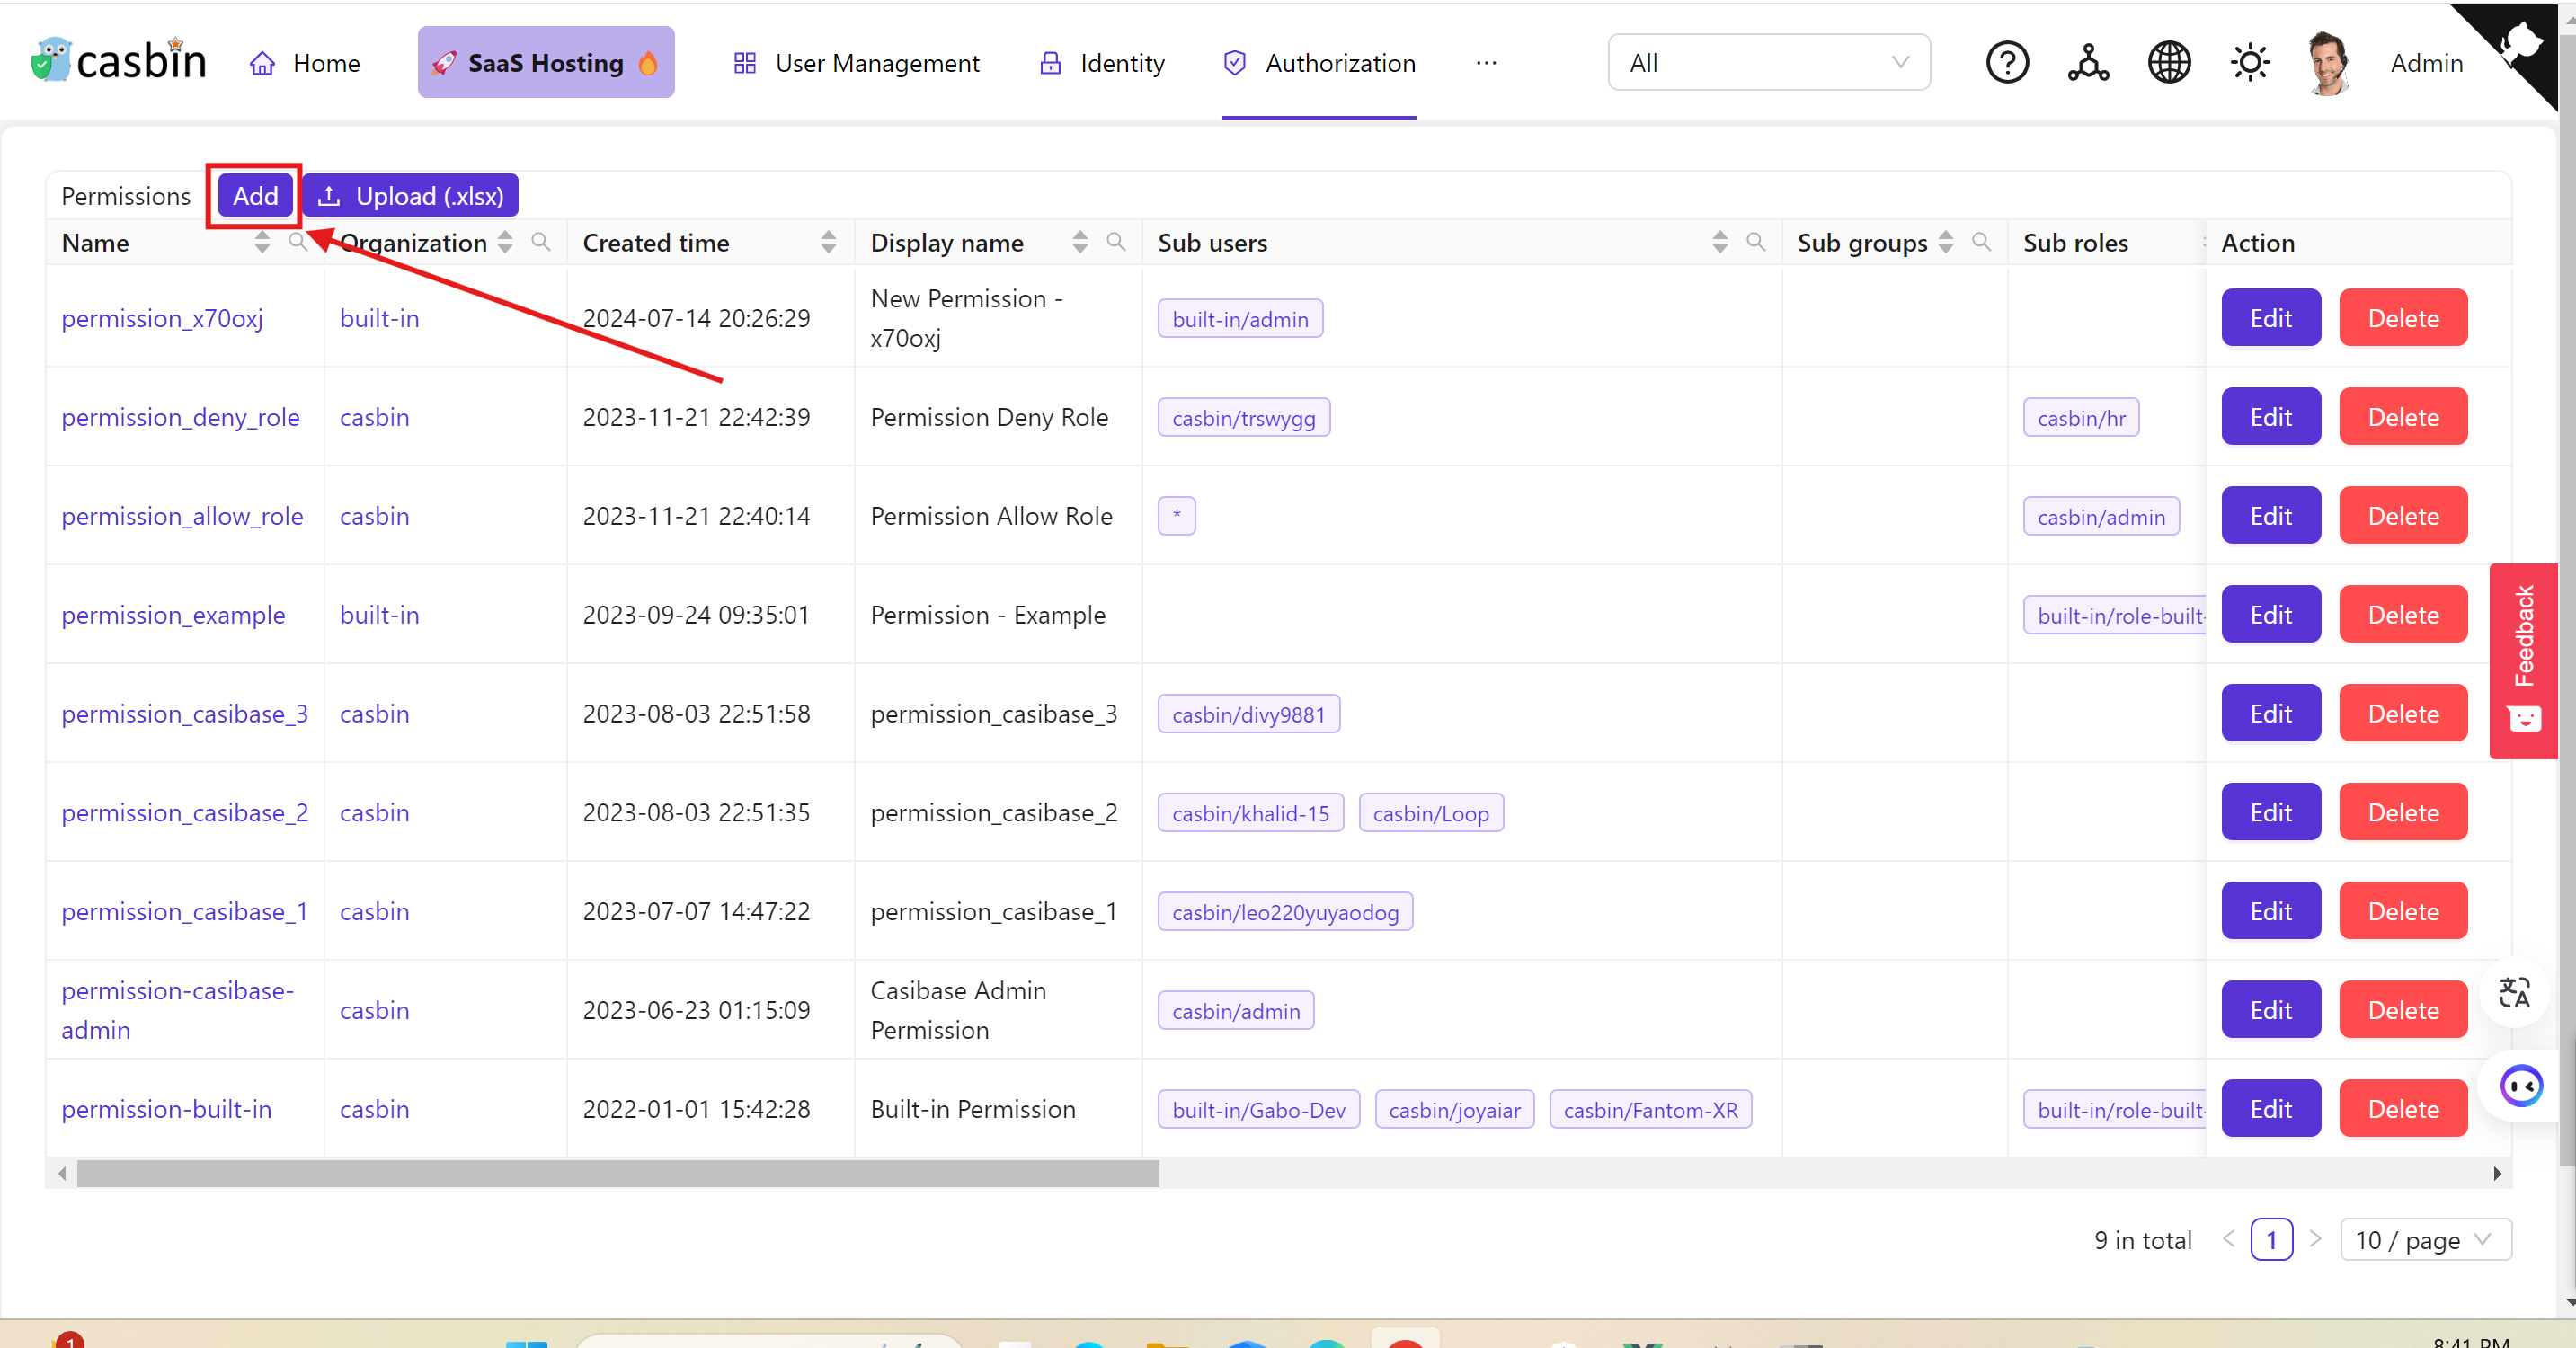 casbin Home SaaS Hosting User Management Identity Authorization ··· All Admin
Permissions Add Upload (.xlsx)
Name Organization Created time Display name Sub users Sub groups Sub roles Action
permission_x70oxj built-in 2024-07-14 20:26:29 New Permission - x70oxj built-in/admin Edit Delete
permission_deny_role casbin 2023-11-21 22:42:39 Permission Deny Role casbin/trswygg casbin/hr Edit Delete
permission_allow_role casbin 2023-11-21 22:40:14 Permission Allow Role * casbin/admin Edit Delete
permission_example built-in 2023-09-24 09:35:01 Permission - Example built-in/role-built- Edit Delete
Feedback
permission_casibase_3 casbin 2023-08-03 22:51:58 permission_casibase_3 casbin/divy9881 Edit Delete
permission_casibase_2 casbin 2023-08-03 22:51:35 permission_casibase_2 casbin/khalid-15 casbin/Loop Edit Delete
permission_casibase_1 casbin 2023-07-07 14:47:22 permission_casibase_1 casbin/leo220yuyaodog Edit Delete
permission-casibase-admin casbin 2023-06-23 01:15:09 Casibase Admin Permission casbin/admin Edit Delete
permission-built-in casbin 2022-01-01 15:42:28 Built-in Permission built-in/Gabo-Dev casbin/joyaiar casbin/Fantom-XR built-in/role-built- Edit Delete
9 in total < 1 > 10 / page
1
8:41 PM